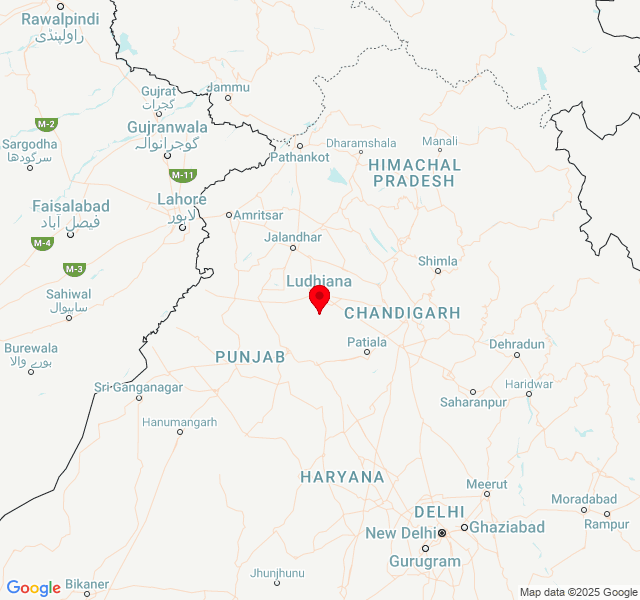 Rawalpindi
راولپنڈی
Gujrat
گجرات
Jammu
M-2
Gujranwala
گوجرانوالہ
Sargodha
سرگودها
Pathankot
Dharamshala
Manali
HIMACHAL
PRADESH
M-11
Faisalabad
فیصل آباد
Lahore
لاہور
Amritsar
M-4
Jalandhar
M-3
Shimla
Ludhiana
Sahiwal
ساہیوال
CHANDIGARH
Burewala
بورے والا
Patiala
Dehradun
PUNJAB
Sri Ganganagar
Haridwar
Saharanpur
Hanumangarh
HARYANA
Meerut
Moradabad
Rampur
DELHI
New Delhi
Ghaziabad
Gurugram
Jhunjhunu
Bikaner
Google
Map data ©2025 Google